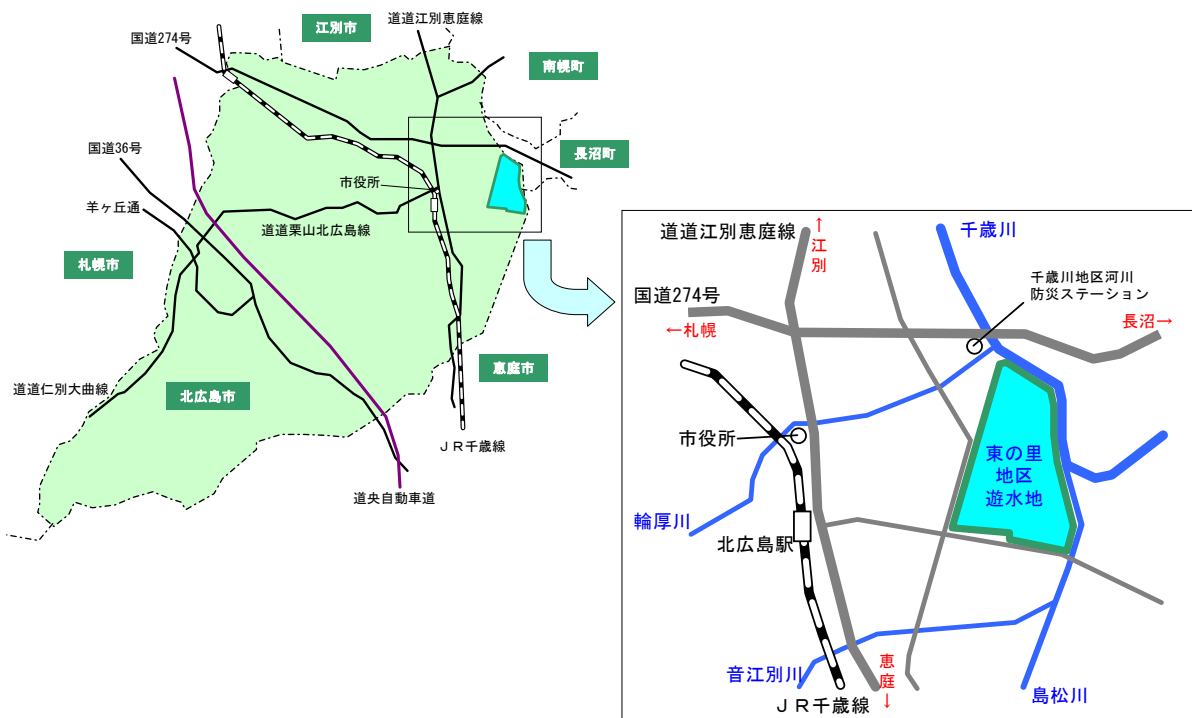 江別市
道道江別恵庭線
国道274号
南幌町
長沼町
国道36号
市役所
羊ヶ丘通
道道栗山北広島線
札幌市
恵庭市
道道仁別大曲線
北広島市
ＪＲ千歳線
道央自動車道
道道江別恵庭線
↑江別
千歳川
千歳川地区河川
防災ステーション
国道274号
←札幌
長沼→
市役所
東の里
地区
遊水地
輪厚川
北広島駅
音江別川
恵庭↓
島松川
ＪＲ千歳線